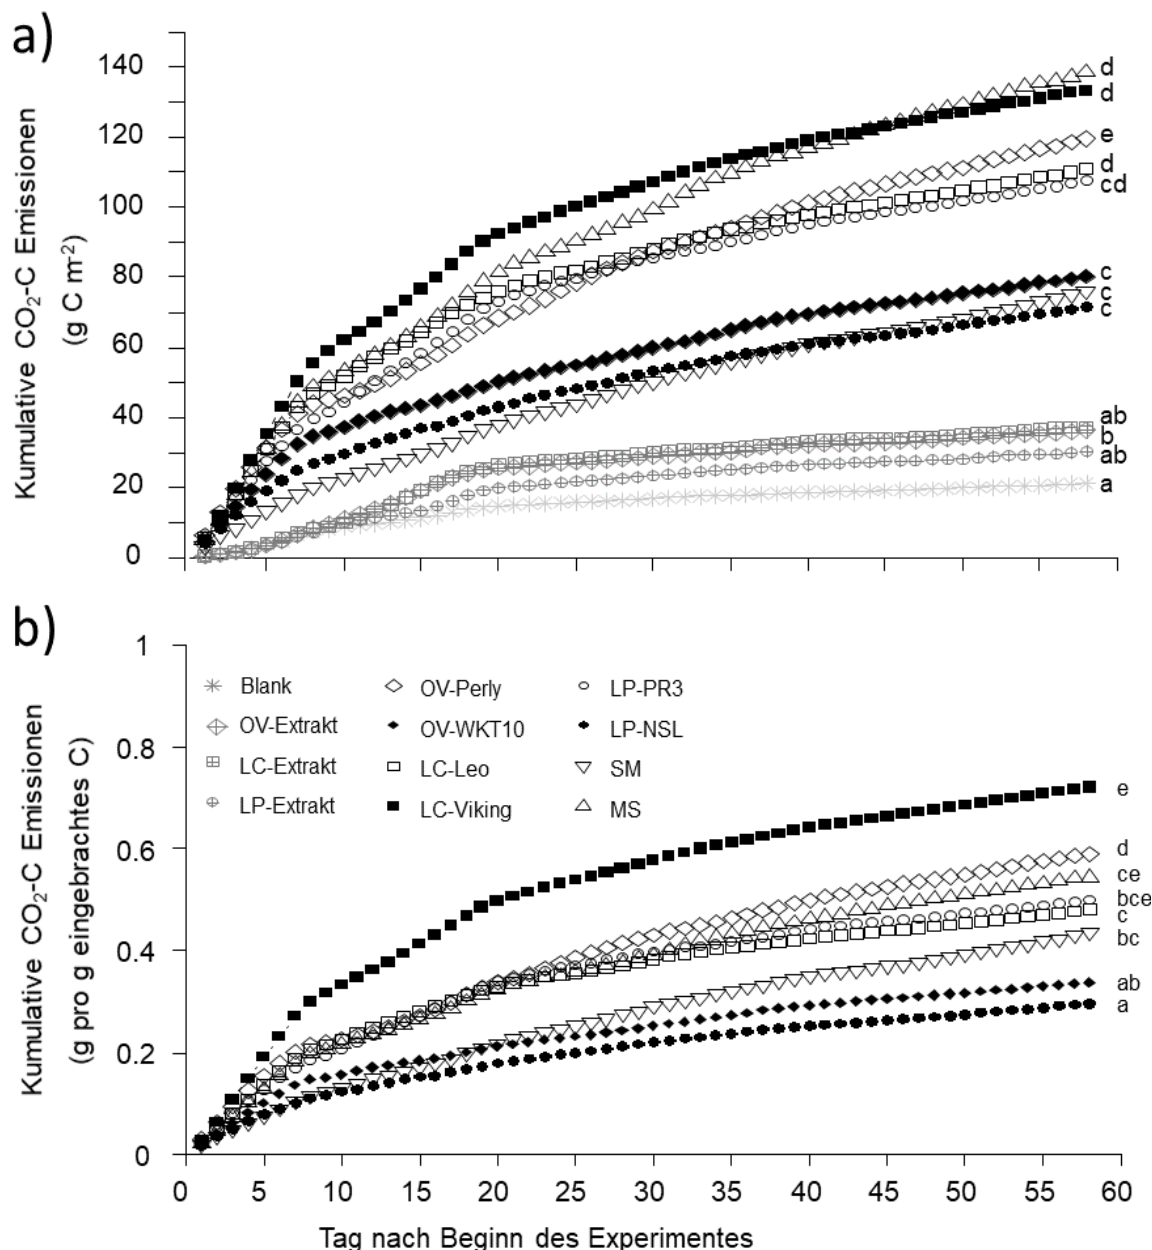 a)
Kumulative CO₂-C Emissionen
(g C m⁻²)
140
120
100
80
60
40
20
0
d
d
e
d
cd
c
c
c
ab
b
ab
a
b)
Kumulative CO₂-C Emissionen
(g pro g eingebrachtes C)
1
0.8
0.6
0.4
0.2
0
Blank
OV-Extrakt
LC-Extrakt
LP-Extrakt
OV-Perly
OV-WKT10
LC-Leo
LC-Viking
LP-PR3
LP-NSL
SM
MS
e
d
ce
bce
c
bc
ab
a
0 5 10 15 20 25 30 35 40 45 50 55 60
Tag nach Beginn des Experimentes